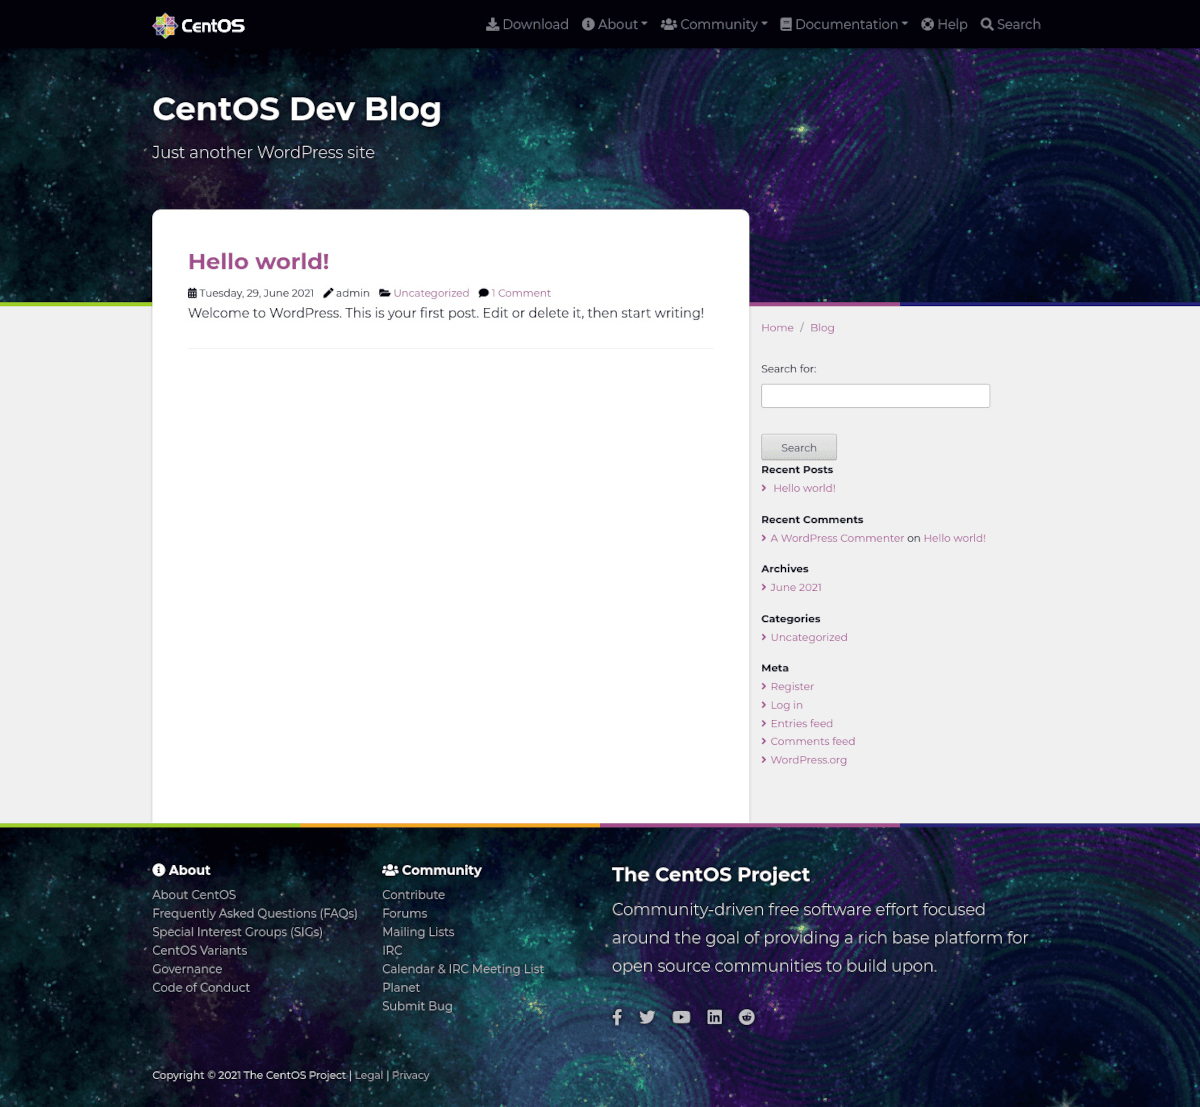 CentOS
Download About Community Documentation Help Search
CentOS Dev Blog
Just another WordPress site
Hello world!
Tuesday, 29, June 2021 admin Uncategorized 1 Comment
Welcome to WordPress. This is your first post. Edit or delete it, then start writing!
Home / Blog
Search for:
Search
Recent Posts
Hello world!
Recent Comments
A WordPress Commenter on Hello world!
Archives
June 2021
Categories
Uncategorized
Meta
Register
Log in
Entries feed
Comments feed
WordPress.org
About
About CentOS
Frequently Asked Questions (FAQs)
Special Interest Groups (SIGs)
CentOS Variants
Governance
Code of Conduct
Community
Contribute
Forums
Mailing Lists
IRC
Calendar & IRC Meeting List
Planet
Submit Bug
The CentOS Project
Community-driven free software effort focused
around the goal of providing a rich base platform for
open source communities to build upon.
Copyright © 2021 The CentOS Project | Legal | Privacy